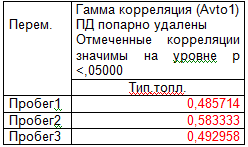 Перем.
Гамма корреляция (Avto1)
ПД попарно удалены
Отмеченные корреляции
значимы на уровне p
<,05000
Тип.топл.
Пробег1 0,485714
Пробег2 0,583333
Пробег3 0,492958